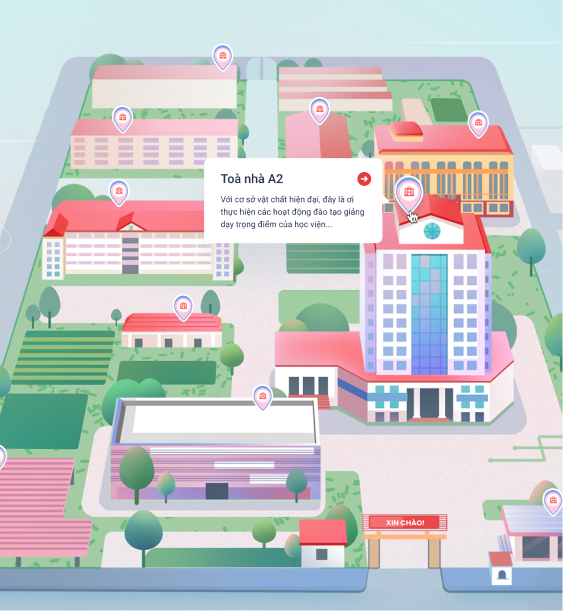 Toà nhà A2
Với cơ sở vật chất hiện đại, đây là ơi
thực hiện các hoạt động đào tạo giảng
dạy trọng điểm của học viện...
XIN CHÀO!